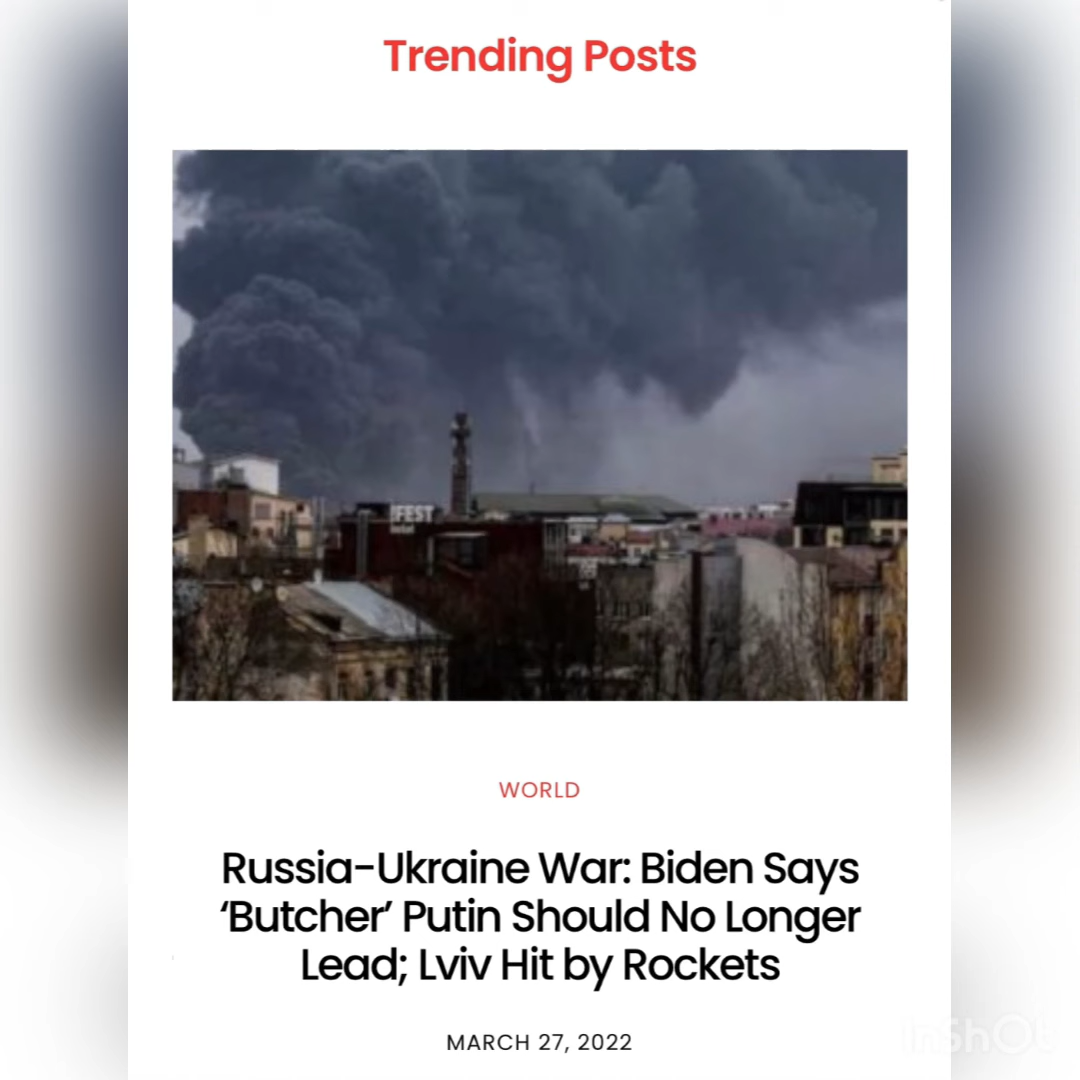 Trending Posts
!FEST
WORLD
Russia-Ukraine War: Biden Says
‘Butcher’ Putin Should No Longer
Lead; Lviv Hit by Rockets
MARCH 27, 2022
InShOt